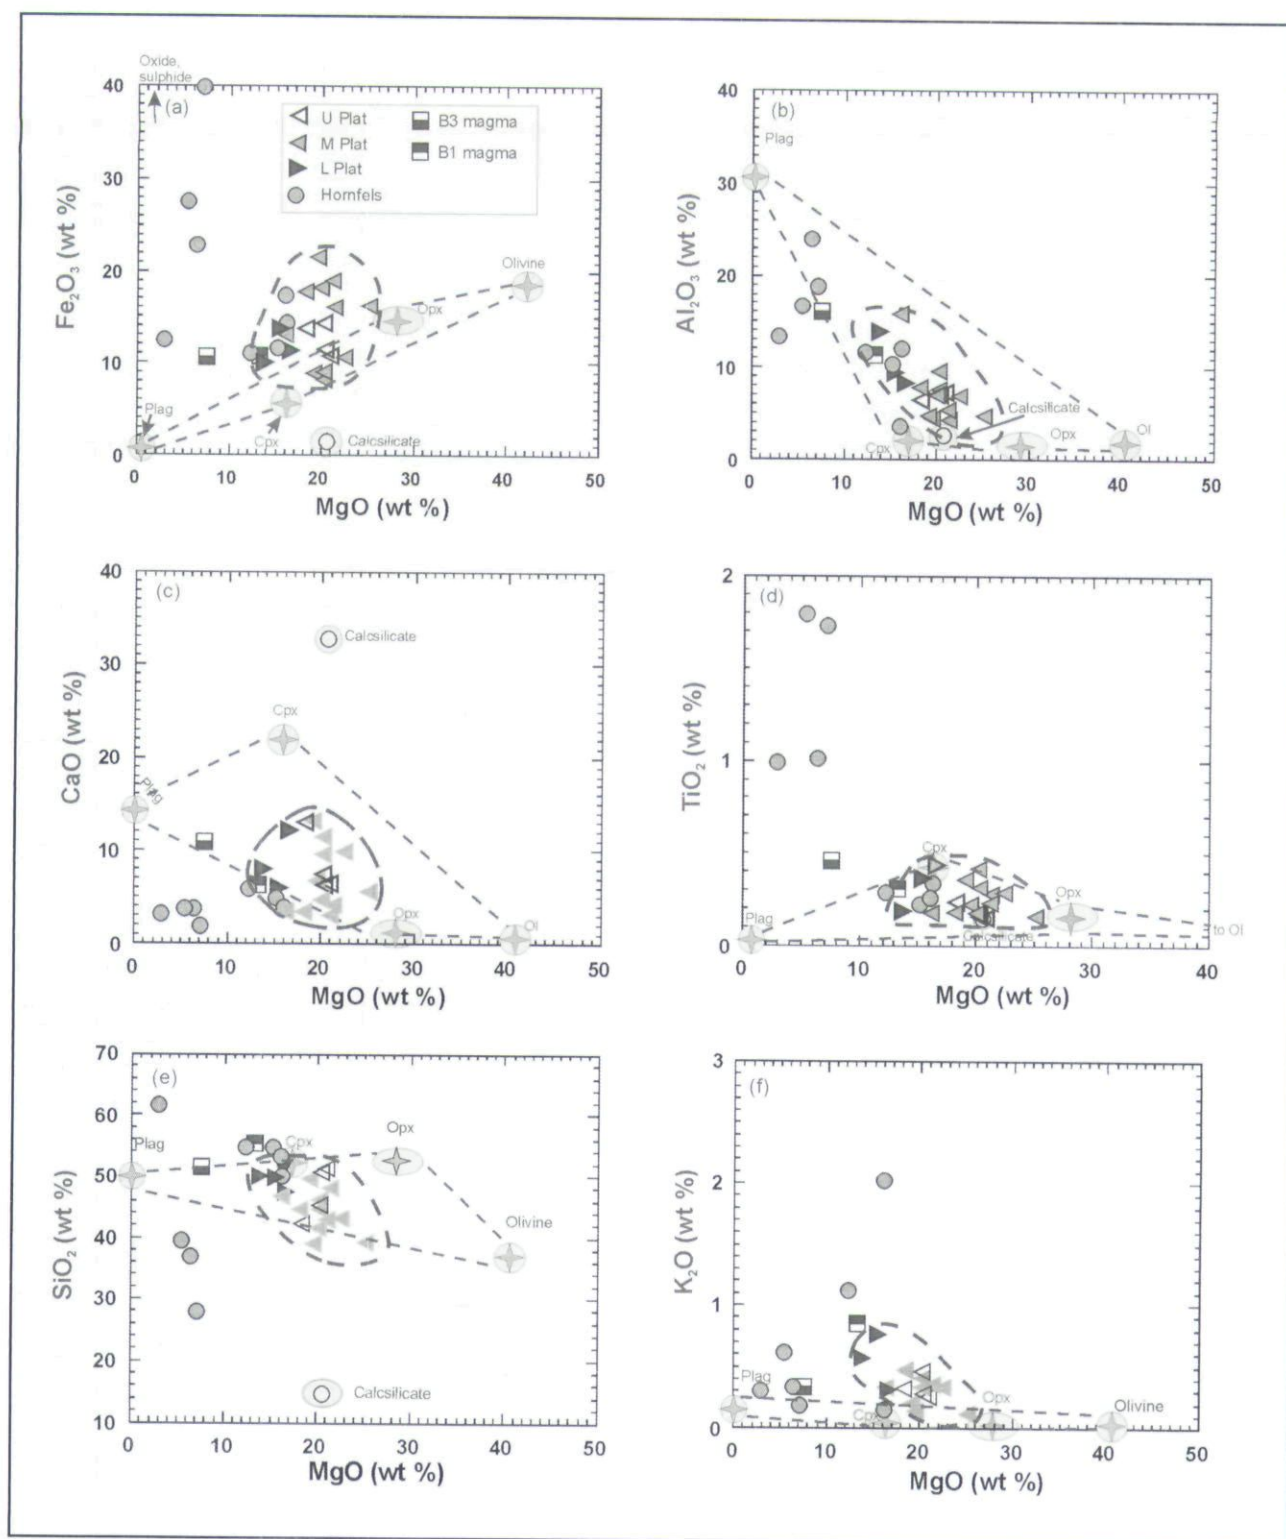 Oxide,
sulphide
40
(a)
U Plat
M Plat
L Plat
Hornfels
B3 magma
B1 magma
30
20
10
0
Fe2O3 (wt %)
Olivine
Opx
Plag
Cpx
Calcsilicate
0 10 20 30 40 50
MgO (wt %)
40
(b)
Plag
30
20
10
0
Al2O3 (wt %)
Calcsilicate
Cpx
Opx
Ol
0 10 20 30 40 50
MgO (wt %)
40
(c)
Calcsilicate
30
Cpx
20
Plag
10
0
CaO (wt %)
Opx
Ol
0 10 20 30 40 50
MgO (wt %)
2
(d)
1
0
TiO2 (wt %)
Cpx
Opx
Plag
Calcsilicate
to Ol
0 10 20 30 40
MgO (wt %)
70
(e)
60
Plag
Cpx
Opx
50
40
Olivine
30
20
10
SiO2 (wt %)
Calcsilicate
0 10 20 30 40 50
MgO (wt %)
3
(f)
2
1
0
K2O (wt %)
Plag
Cpx
Opx
Olivine
0 10 20 30 40 50
MgO (wt %)